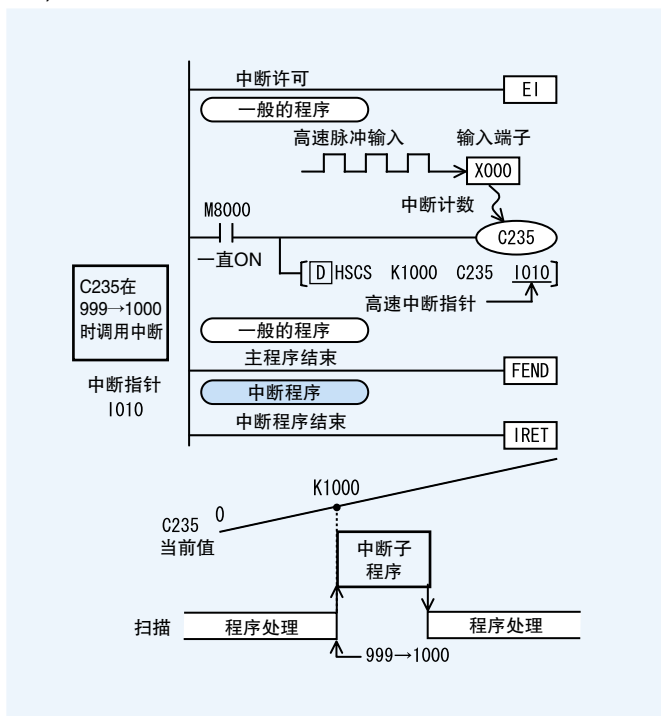 中断许可
EI
一般的程序
高速脉冲输入
输入端子
X000
中断计数
M8000
C235
一直ON
D HSCS K1000 C235 I010
高速中断指针
C235在
999→1000
时调用中断
一般的程序
主程序结束
FEND
中断指针
I010
中断程序
中断程序结束
IRET
K1000
C235 0
当前值
中断子
程序
扫描
程序处理
程序处理
999→1000